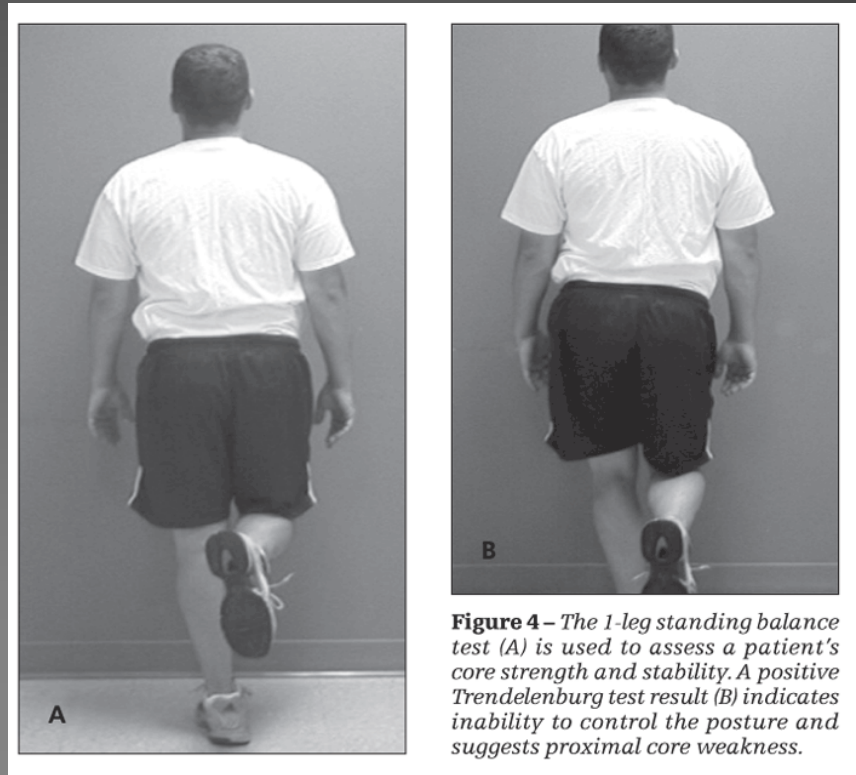 A
B
Figure 4 – The 1-leg standing balance
test (A) is used to assess a patient's
core strength and stability. A positive
Trendelenburg test result (B) indicates
inability to control the posture and
suggests proximal core weakness.